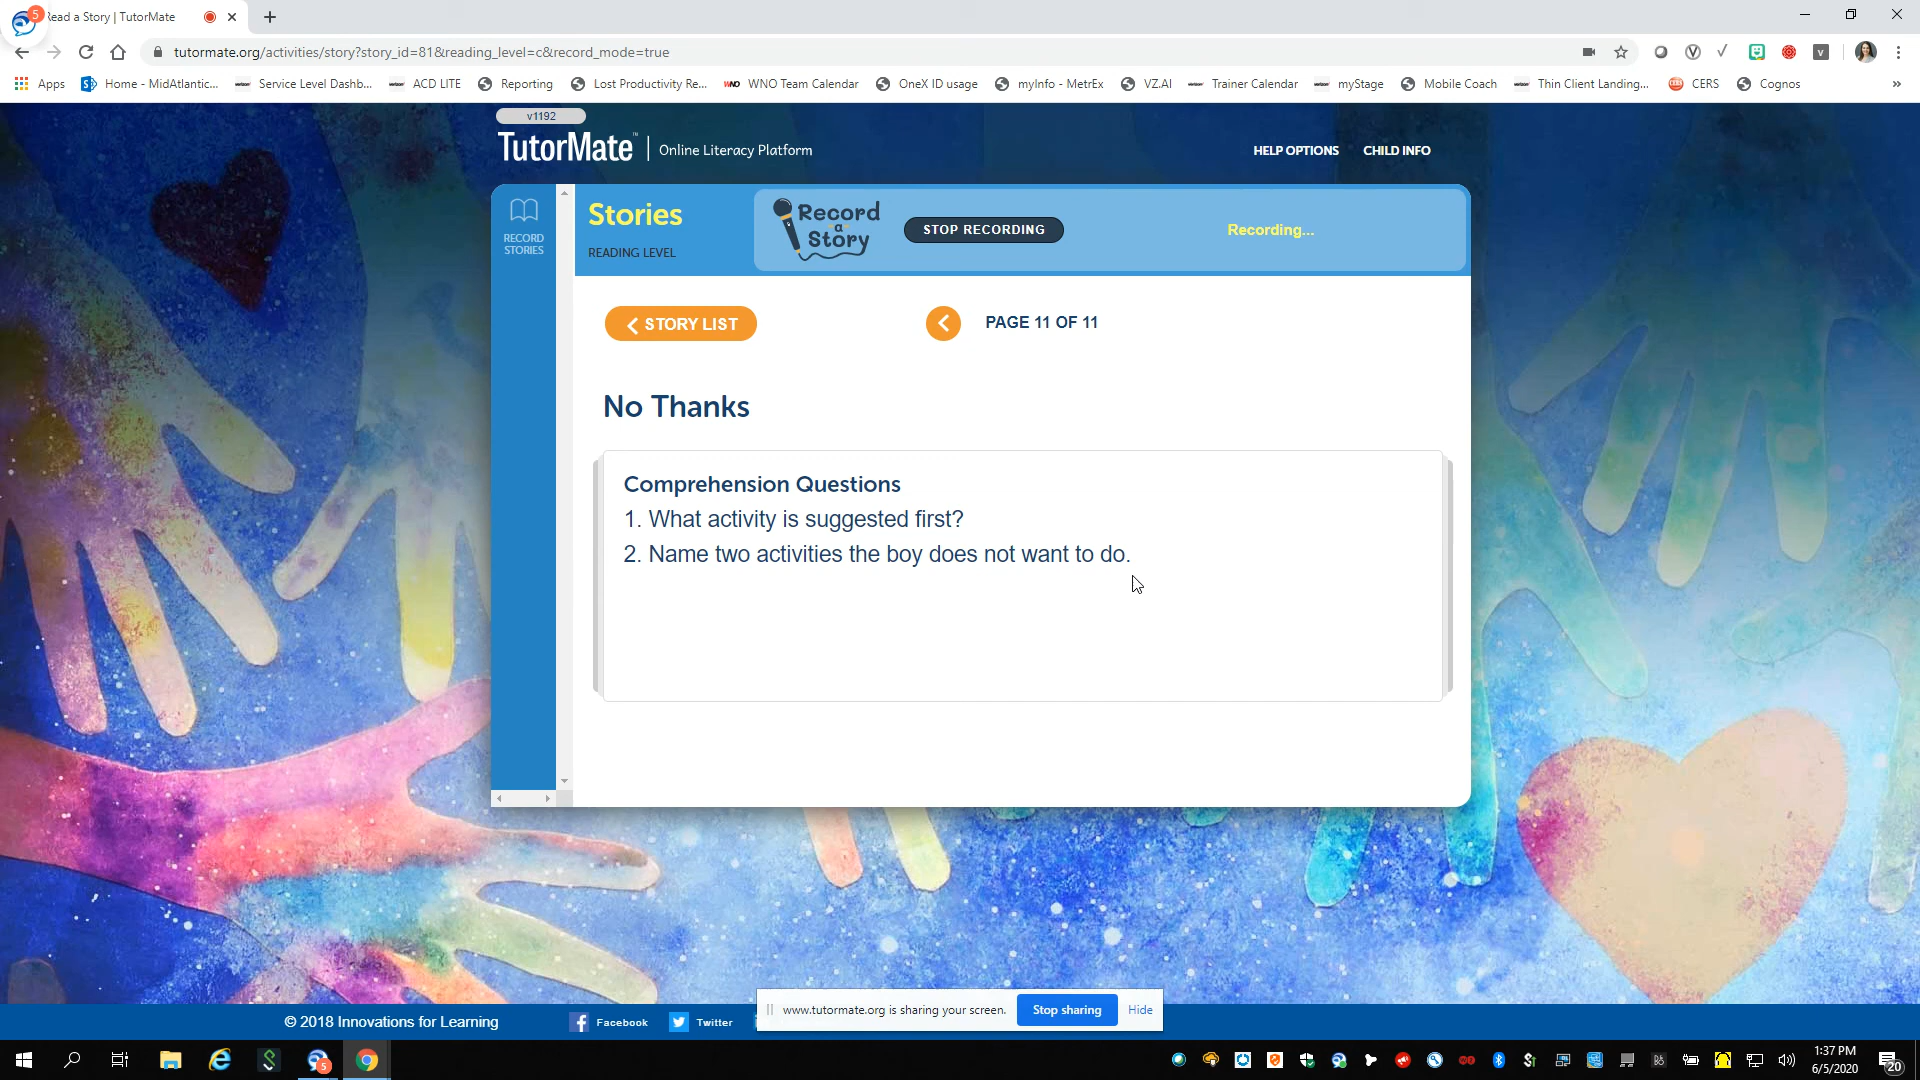 5
Read a Story | TutorMate
tutormate.org/activities/story?story_id=81&reading_level=c&record_mode=true
Apps
Home - MidAtlantic...
Service Level Dashb...
ACD LITE
Reporting
Lost Productivity Re...
WNO Team Calendar
OneX ID usage
myInfo - MetrEx
VZ.AI
Trainer Calendar
myStage
Mobile Coach
Thin Client Landing...
CERS
Cognos
v1192
TutorMate™ | Online Literacy Platform
HELP OPTIONS
CHILD INFO
RECORD
STORIES
Stories
READING LEVEL
Record
a
Story
STOP RECORDING
Recording...
STORY LIST
PAGE 11 OF 11
No Thanks
Comprehension Questions
1. What activity is suggested first?
2. Name two activities the boy does not want to do.
© 2018 Innovations for Learning
Facebook
Twitter
www.tutormate.org is sharing your screen.
Stop sharing
Hide
5
1:37 PM
6/5/2020
20